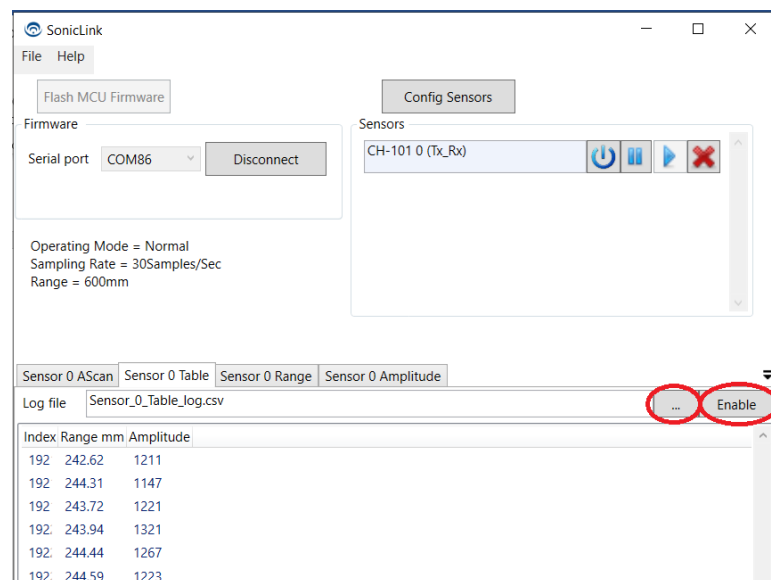 SonicLink
File Help
Flash MCU Firmware
Config Sensors
Firmware
Serial port COM86 Disconnect
Sensors
CH-101 0 (Tx_Rx)
Operating Mode = Normal
Sampling Rate = 30Samples/Sec
Range = 600mm
Sensor 0 AScan Sensor 0 Table Sensor 0 Range Sensor 0 Amplitude
Log file Sensor_0_Table_log.csv ... Enable
Index Range mm Amplitude
192 242.62 1211
192 244.31 1147
192 243.72 1221
192 243.94 1321
192 244.44 1267
192 244.59 1223